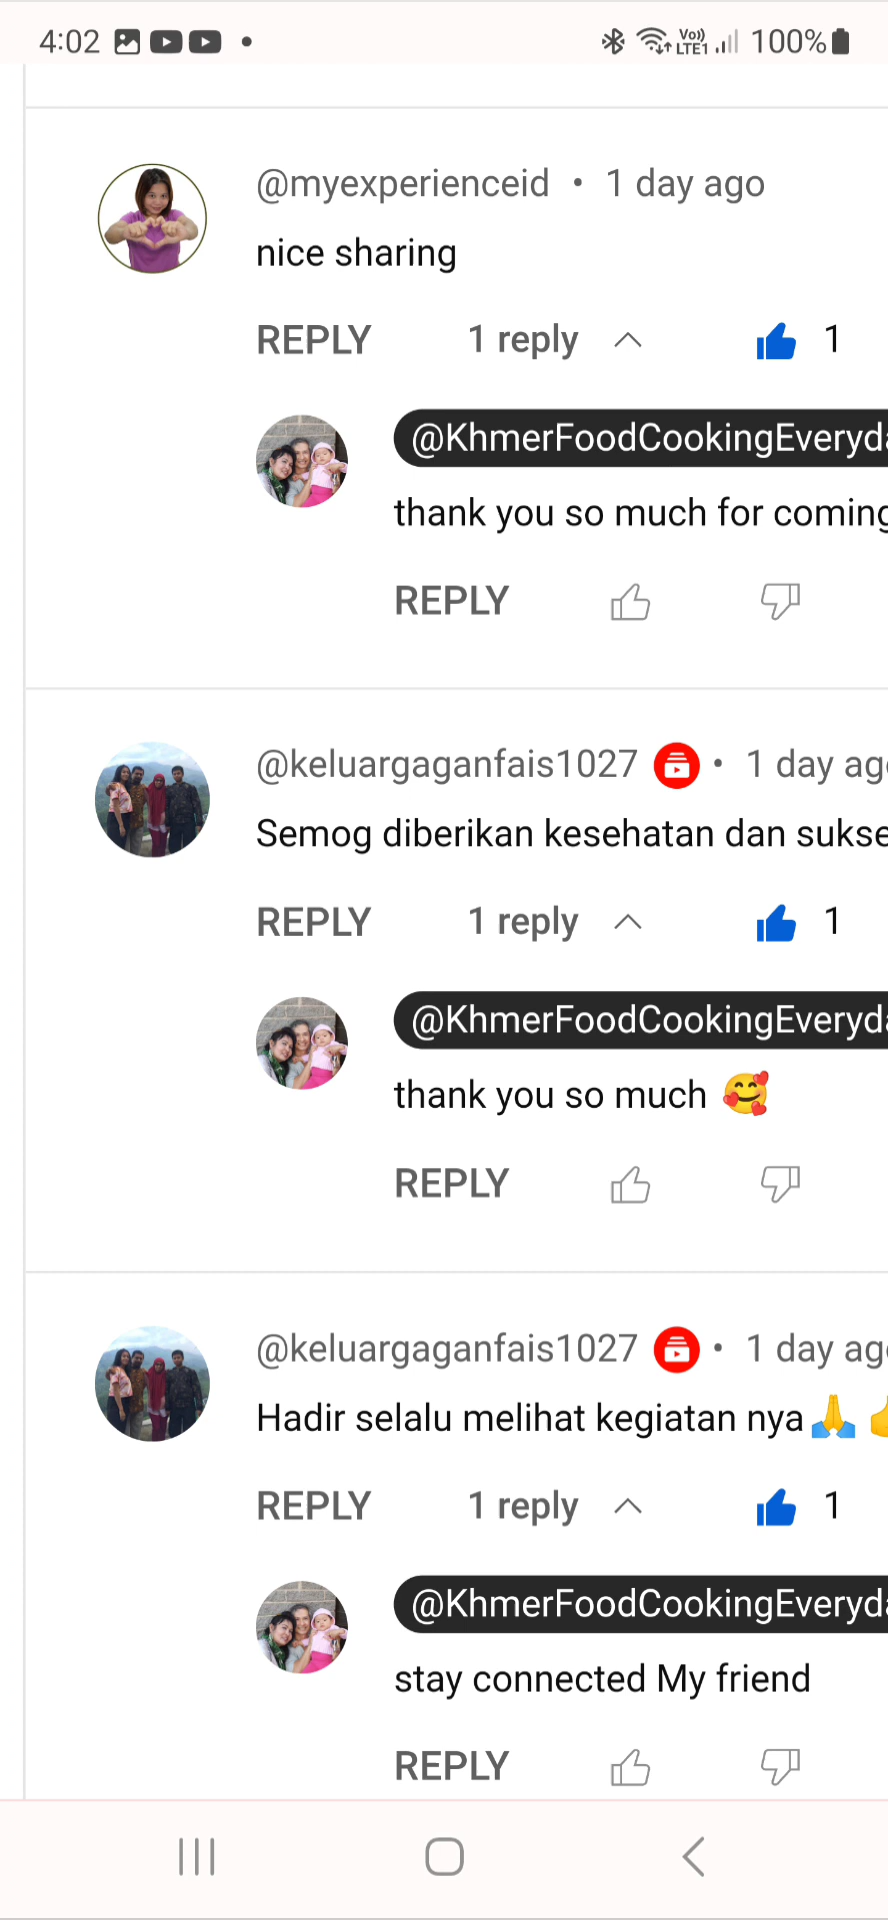 4:02 Vo)) LTE1 100%
@myexperienceid • 1 day ago
nice sharing
REPLY 1 reply 1
@KhmerFoodCookingEveryd
thank you so much for coming
REPLY
@keluargaganfais1027 • 1 day ag
Semog diberikan kesehatan dan sukse
REPLY 1 reply 1
@KhmerFoodCookingEveryd
thank you so much 🥰
REPLY
@keluargaganfais1027 • 1 day ag
Hadir selalu melihat kegiatan nya 🙏
REPLY 1 reply 1
@KhmerFoodCookingEveryd
stay connected My friend
REPLY